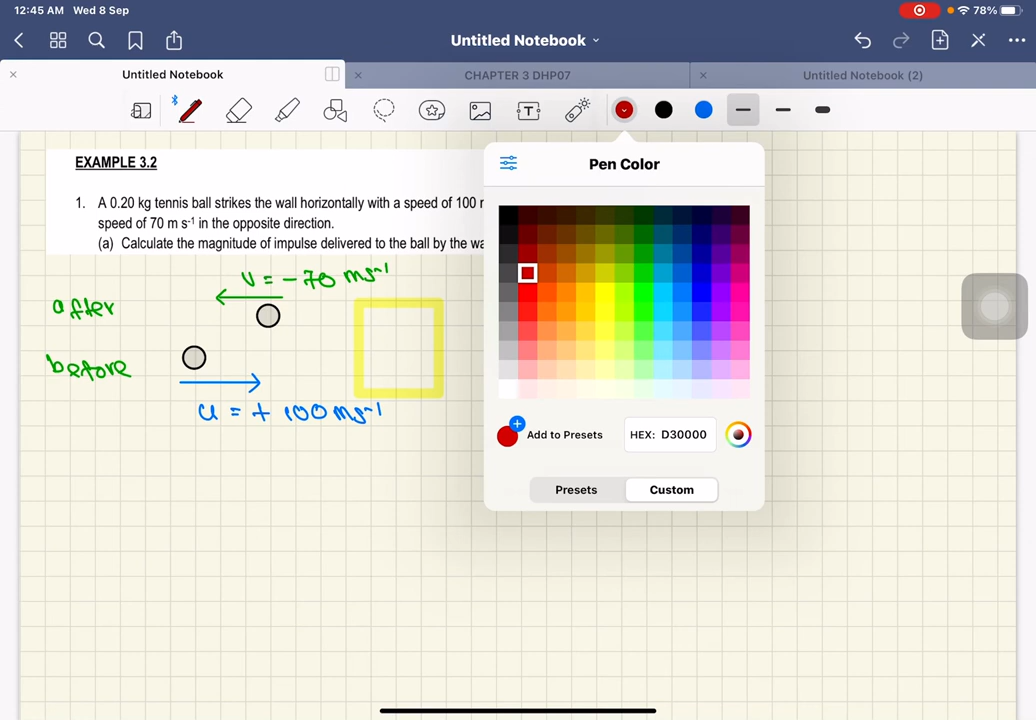 12:45 AM Wed 8 Sep 78%
Untitled Notebook
Untitled Notebook CHAPTER 3 DHP07 Untitled Notebook (2)
T
EXAMPLE 3.2
1. A 0.20 kg tennis ball strikes the wall horizontally with a speed of 100
speed of 70 m s⁻¹ in the opposite direction.
(a) Calculate the magnitude of impulse delivered to the ball by the
v = - 70 ms⁻¹
after
before
u = + 100 ms⁻¹
Pen Color
Add to Presets HEX: D30000
Presets Custom